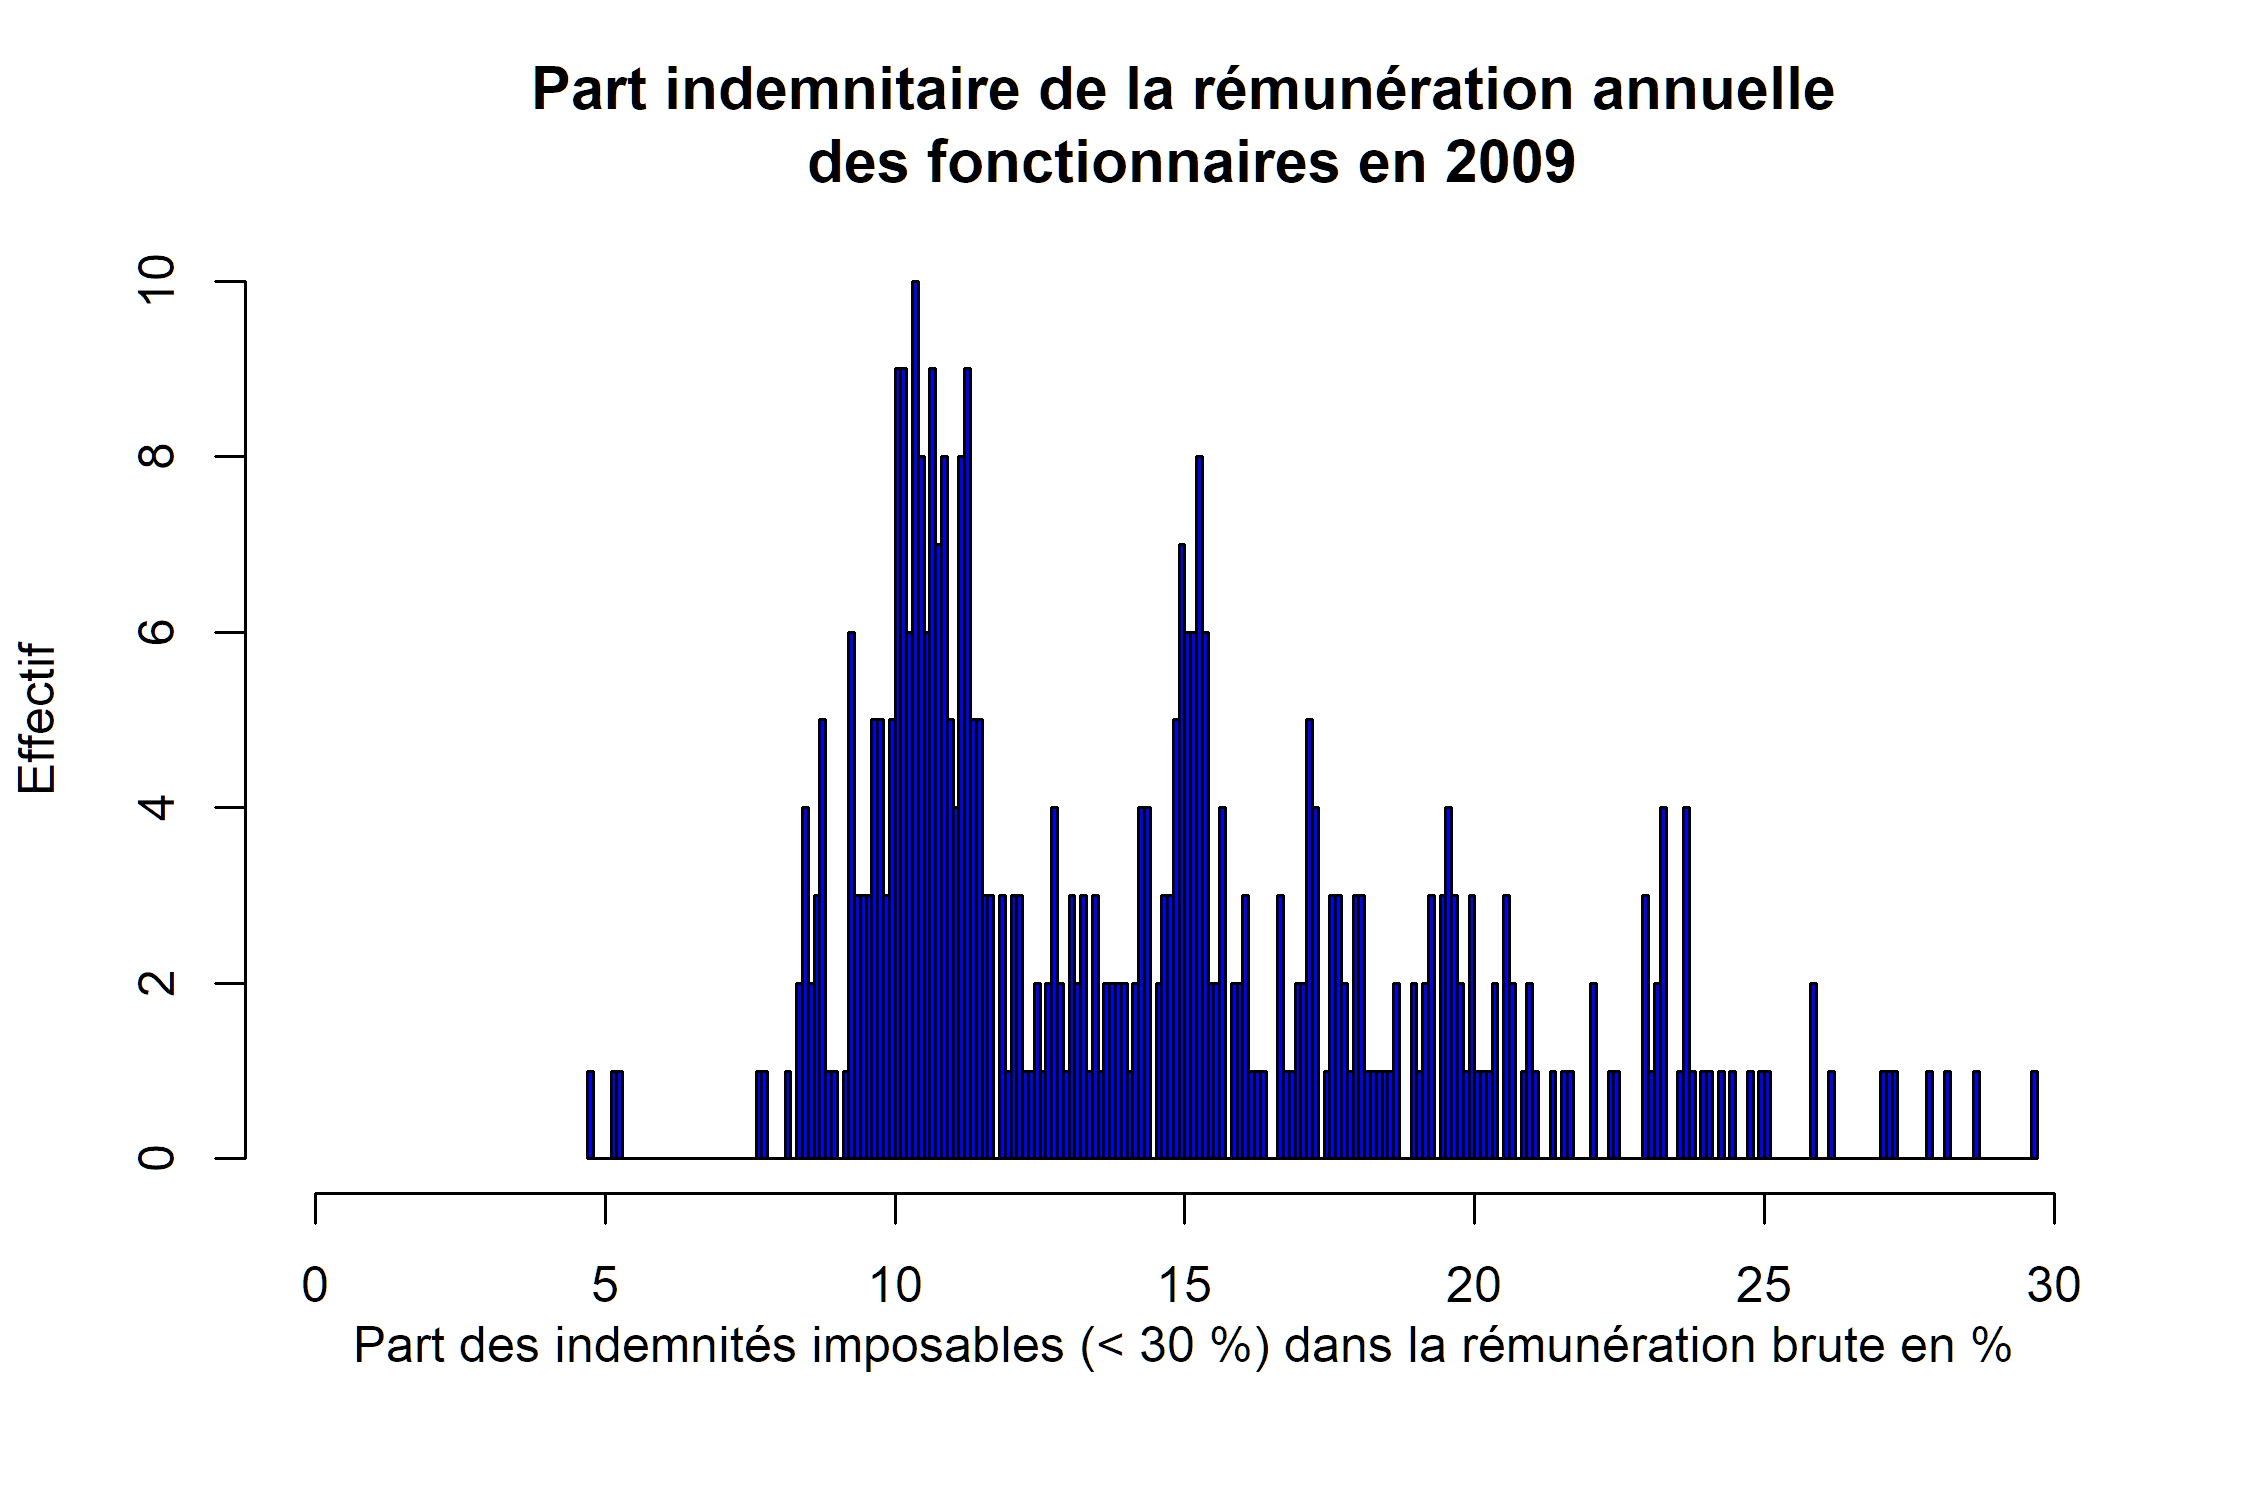 Part indemnitaire de la rémunération annuelle
des fonctionnaires en 2009
Effectif
10
8
6
4
2
0
0 5 10 15 20 25 30
Part des indemnités imposables (< 30 %) dans la rémunération brute en %